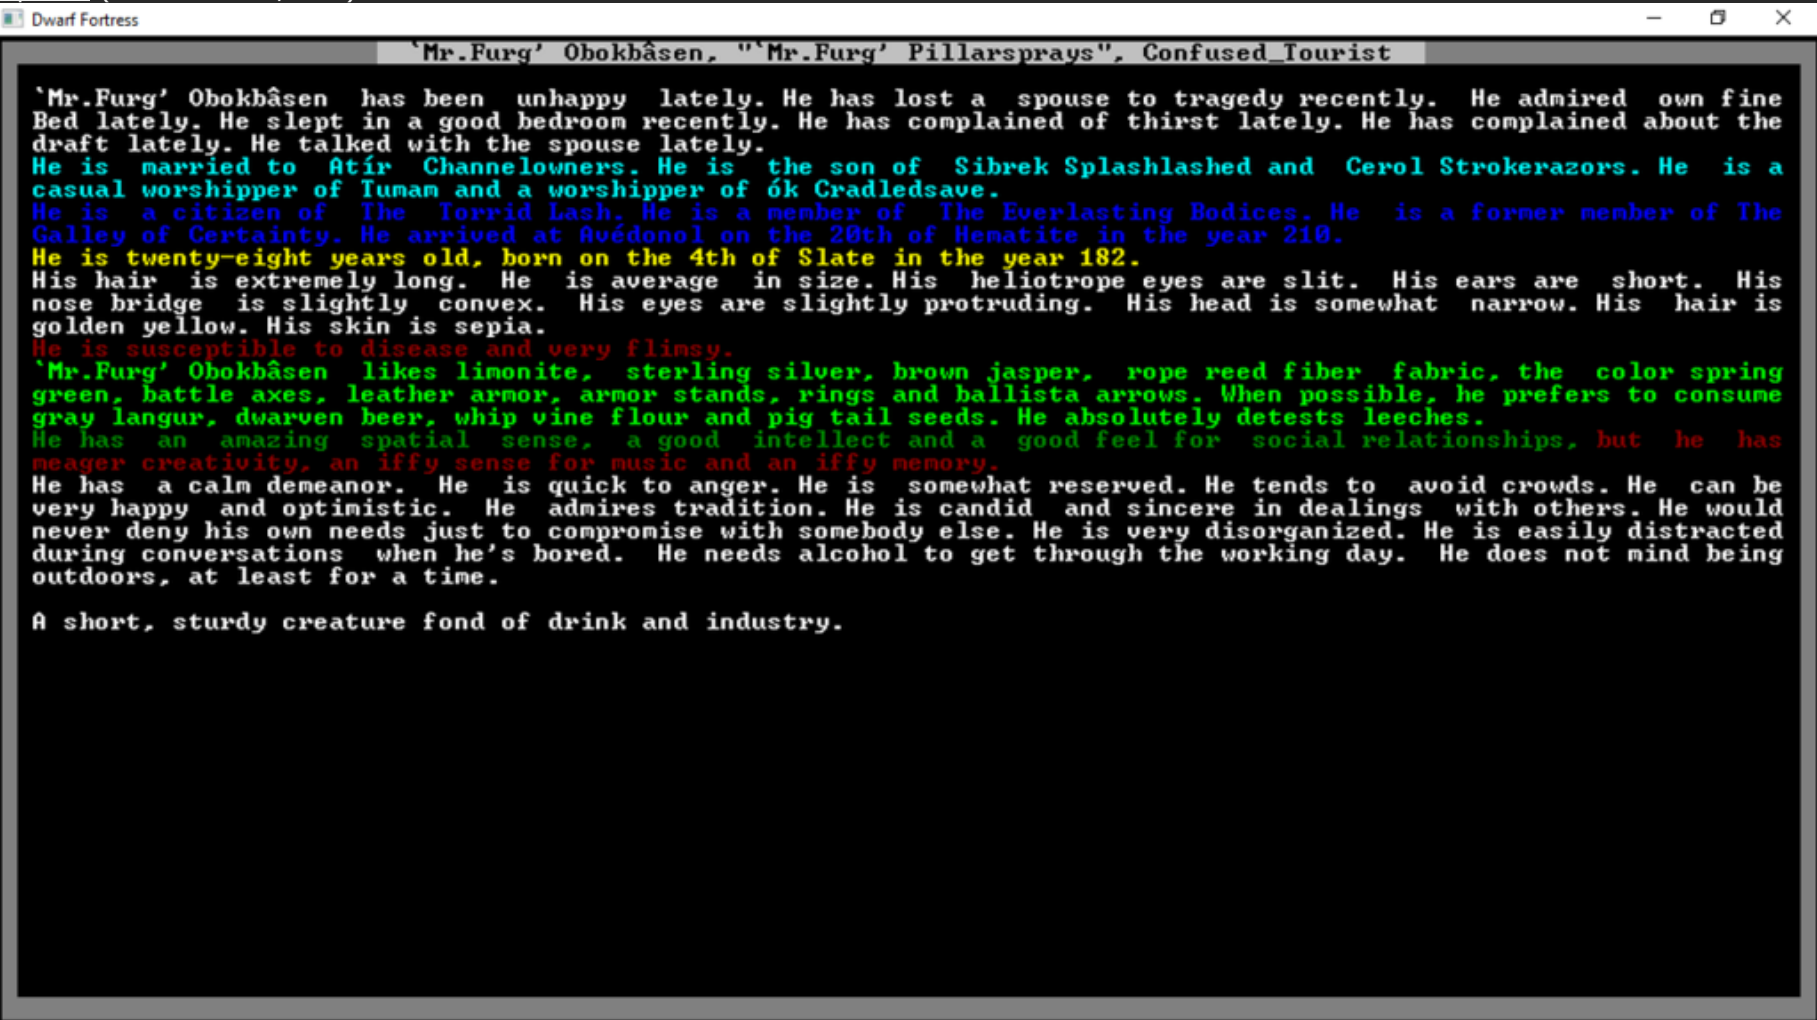 Dwarf Fortress
`Mr.Furg' Obokbâsen, "`Mr.Furg' Pillarsprays", Confused_Tourist
`Mr.Furg' Obokbâsen has been unhappy lately. He has lost a spouse to tragedy recently. He admired own fine
Bed lately. He slept in a good bedroom recently. He has complained of thirst lately. He has complained about the
draft lately. He talked with the spouse lately.
He is married to Atír Channelowners. He is the son of Sibrek Splashlashed and Cerol Strokerazors. He is a
casual worshipper of Tumam and a worshipper of ók Cradledsave.
He is a citizen of The Torrid Lash. He is a member of The Everlasting Bodices. He is a former member of The
Galley of Certainty. He arrived at Avédonol on the 20th of Hematite in the year 210.
He is twenty-eight years old, born on the 4th of Slate in the year 182.
His hair is extremely long. He is average in size. His heliotrope eyes are slit. His ears are short. His
nose bridge is slightly convex. His eyes are slightly protruding. His head is somewhat narrow. His hair is
golden yellow. His skin is sepia.
He is susceptible to disease and very flimsy.
`Mr.Furg' Obokbâsen likes limonite, sterling silver, brown jasper, rope reed fiber fabric, the color spring
green, battle axes, leather armor, armor stands, rings and ballista arrows. When possible, he prefers to consume
gray langur, dwarven beer, whip vine flour and pig tail seeds. He absolutely detests leeches.
He has an amazing spatial sense, a good intellect and a good feel for social relationships, but he has
meager creativity, an iffy sense for music and an iffy memory.
He has a calm demeanor. He is quick to anger. He is somewhat reserved. He tends to avoid crowds. He can be
very happy and optimistic. He admires tradition. He is candid and sincere in dealings with others. He would
never deny his own needs just to compromise with somebody else. He is very disorganized. He is easily distracted
during conversations when he's bored. He needs alcohol to get through the working day. He does not mind being
outdoors, at least for a time.
A short, sturdy creature fond of drink and industry.